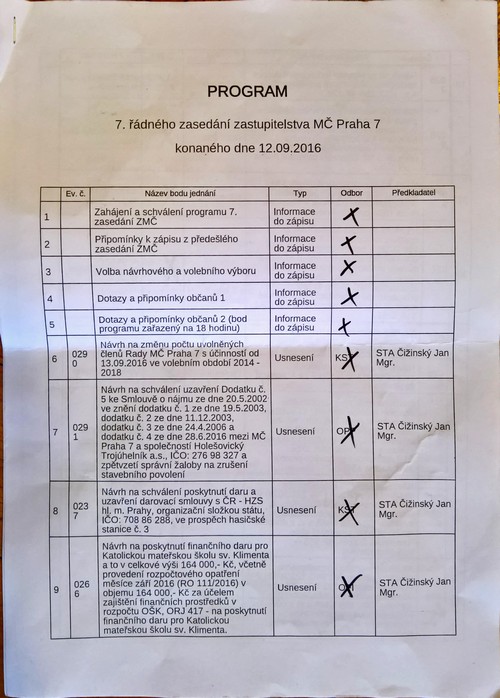 PROGRAM
7. řádného zasedání zastupitelstva MČ Praha 7
konaného dne 12.09.2016
Ev. č. Název bodu jednání Typ Odbor Předkladatel
1 Zahájení a schválení programu 7. zasedání ZMČ Informace do zápisu X
2 Připomínky k zápisu z předešlého zasedání ZMČ Informace do zápisu X
3 Volba návrhového a volebního výboru Informace do zápisu X
4 Dotazy a připomínky občanů 1 Informace do zápisu X
5 Dotazy a připomínky občanů 2 (bod programu zařazený na 18 hodinu) Informace do zápisu X
6 0290
Návrh na změnu počtu uvolněných
členů Rady MČ Praha 7 s účinností od
13.09.2016 ve volebním období 2014 -
2018
Usnesení
STA Čižinský Jan
Mgr.
7 0291
Návrh na schválení uzavření Dodatku č.
5 ke Smlouvě o nájmu ze dne 20.5.2002
ve znění dodatku č. 1 ze dne 19.5.2003,
dodatku č. 2 ze dne 11.12.2003,
dodatku č. 3 ze dne 24.4.2006 a
dodatku č. 4 ze dne 28.6.2016 mezi MČ
Praha 7 a společností Holešovický
Trojúhelník a.s., IČO: 276 98 327 a
zpětvzetí správní žaloby na zrušení
stavebního povolení
Usnesení
STA Čižinský Jan
Mgr.
8 0237
Návrh na schválení poskytnutí daru a
uzavření darovací smlouvy s ČR - HZS
hl. m. Prahy, organizační složkou státu,
IČO: 708 86 288, ve prospěch hasičské
stanice č. 3
Usnesení
STA Čižinský Jan
Mgr.
9 0266
Návrh na poskytnutí finančního daru pro
Katolickou mateřskou školu sv. Klimenta
a to v celkové výši 164 000,- Kč, včetně
provedení rozpočtového opatření
měsíce září 2016 (RO 111/2016) v
objemu 164 000,- Kč za účelem
zajištění finančních prostředků v
rozpočtu OŠK, ORJ 417 - na poskytnutí
finančního daru pro Katolickou
mateřskou školu sv. Klimenta.
Usnesení
STA Čižinský Jan
Mgr.